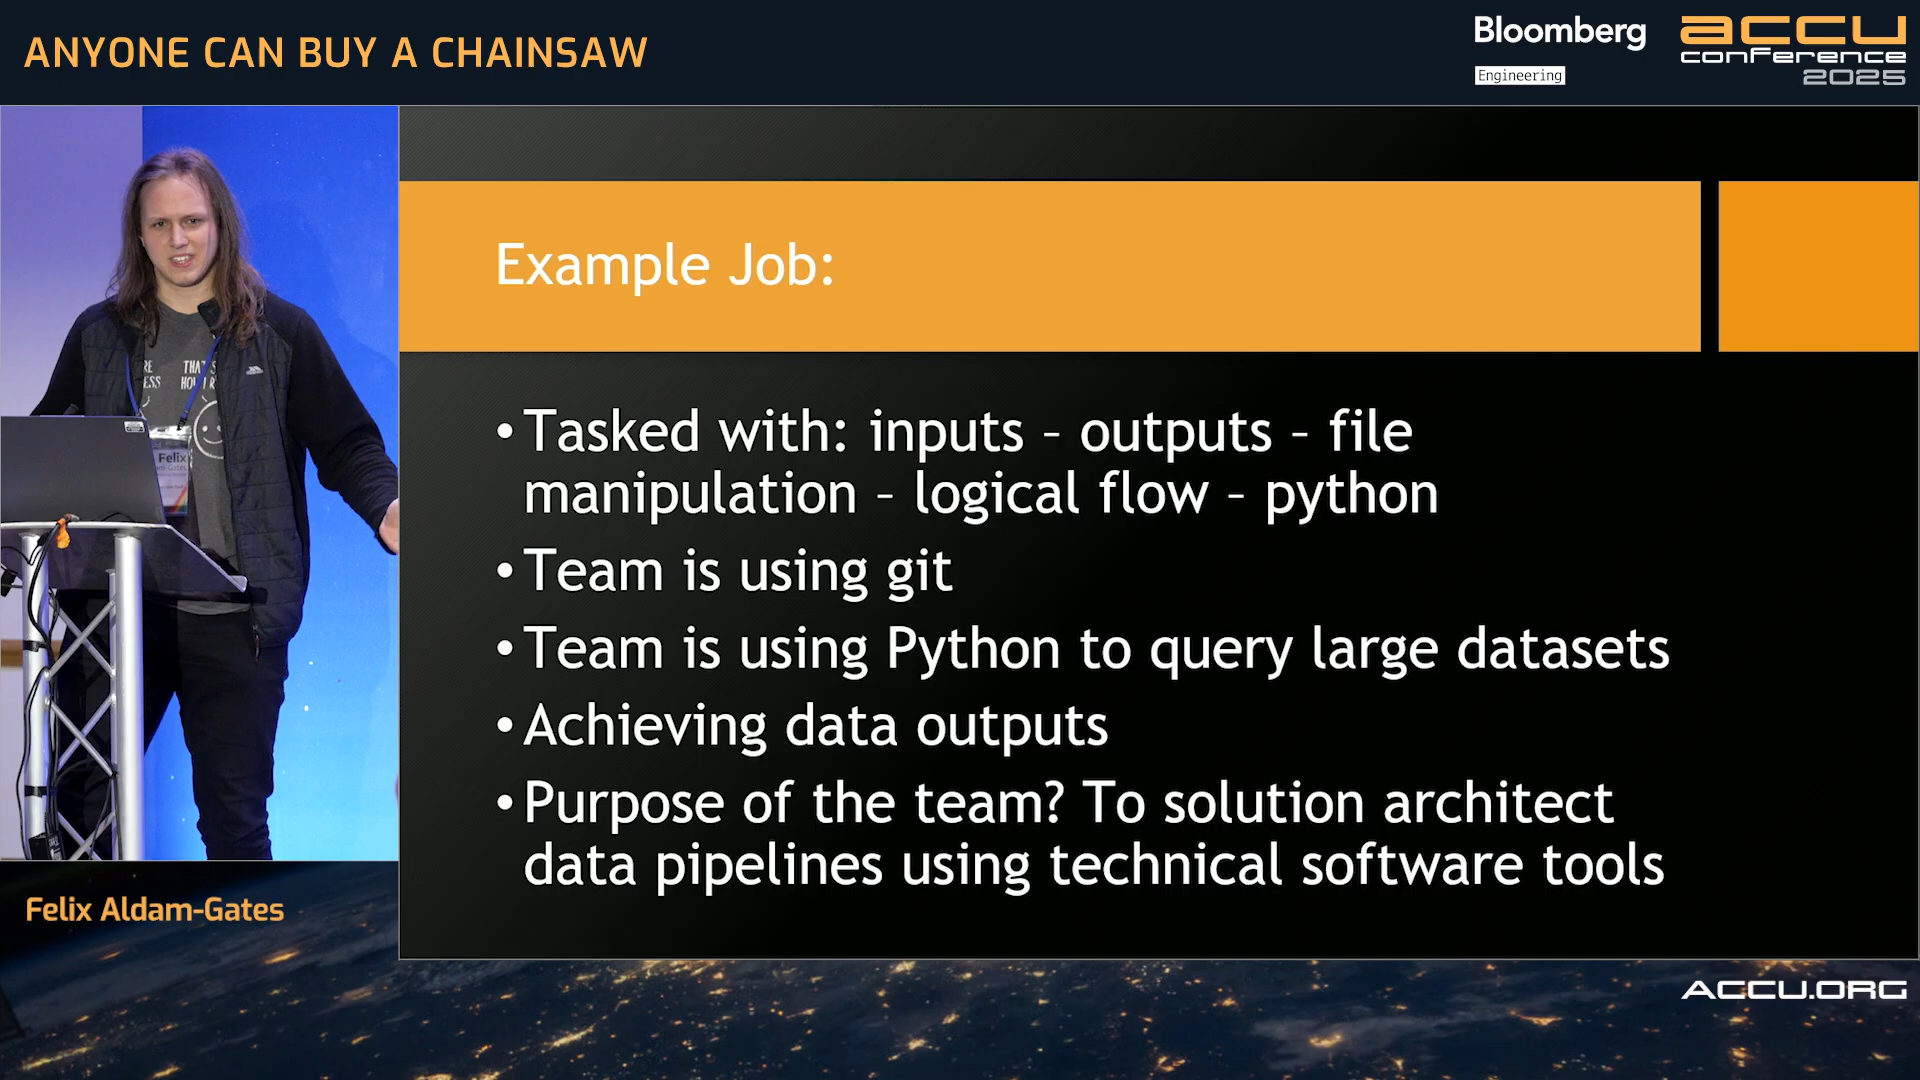 ANYONE CAN BUY A CHAINSAW
Bloomberg
Engineering
accu
conference
2025
Example Job:
• Tasked with: inputs – outputs – file
manipulation – logical flow – python
• Team is using git
• Team is using Python to query large datasets
• Achieving data outputs
• Purpose of the team? To solution architect
data pipelines using technical software tools
THAT'S
Felix
Felix Aldam-Gates
ACCU.ORG